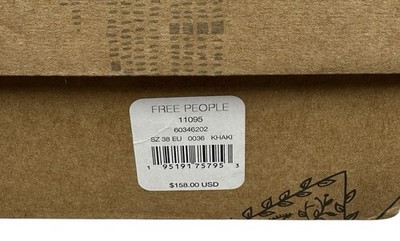 FREE PEOPLE
11095
60346202
SZ 38 EU 0036 KHAKI
1 95191 75795 3
$158.00 USD